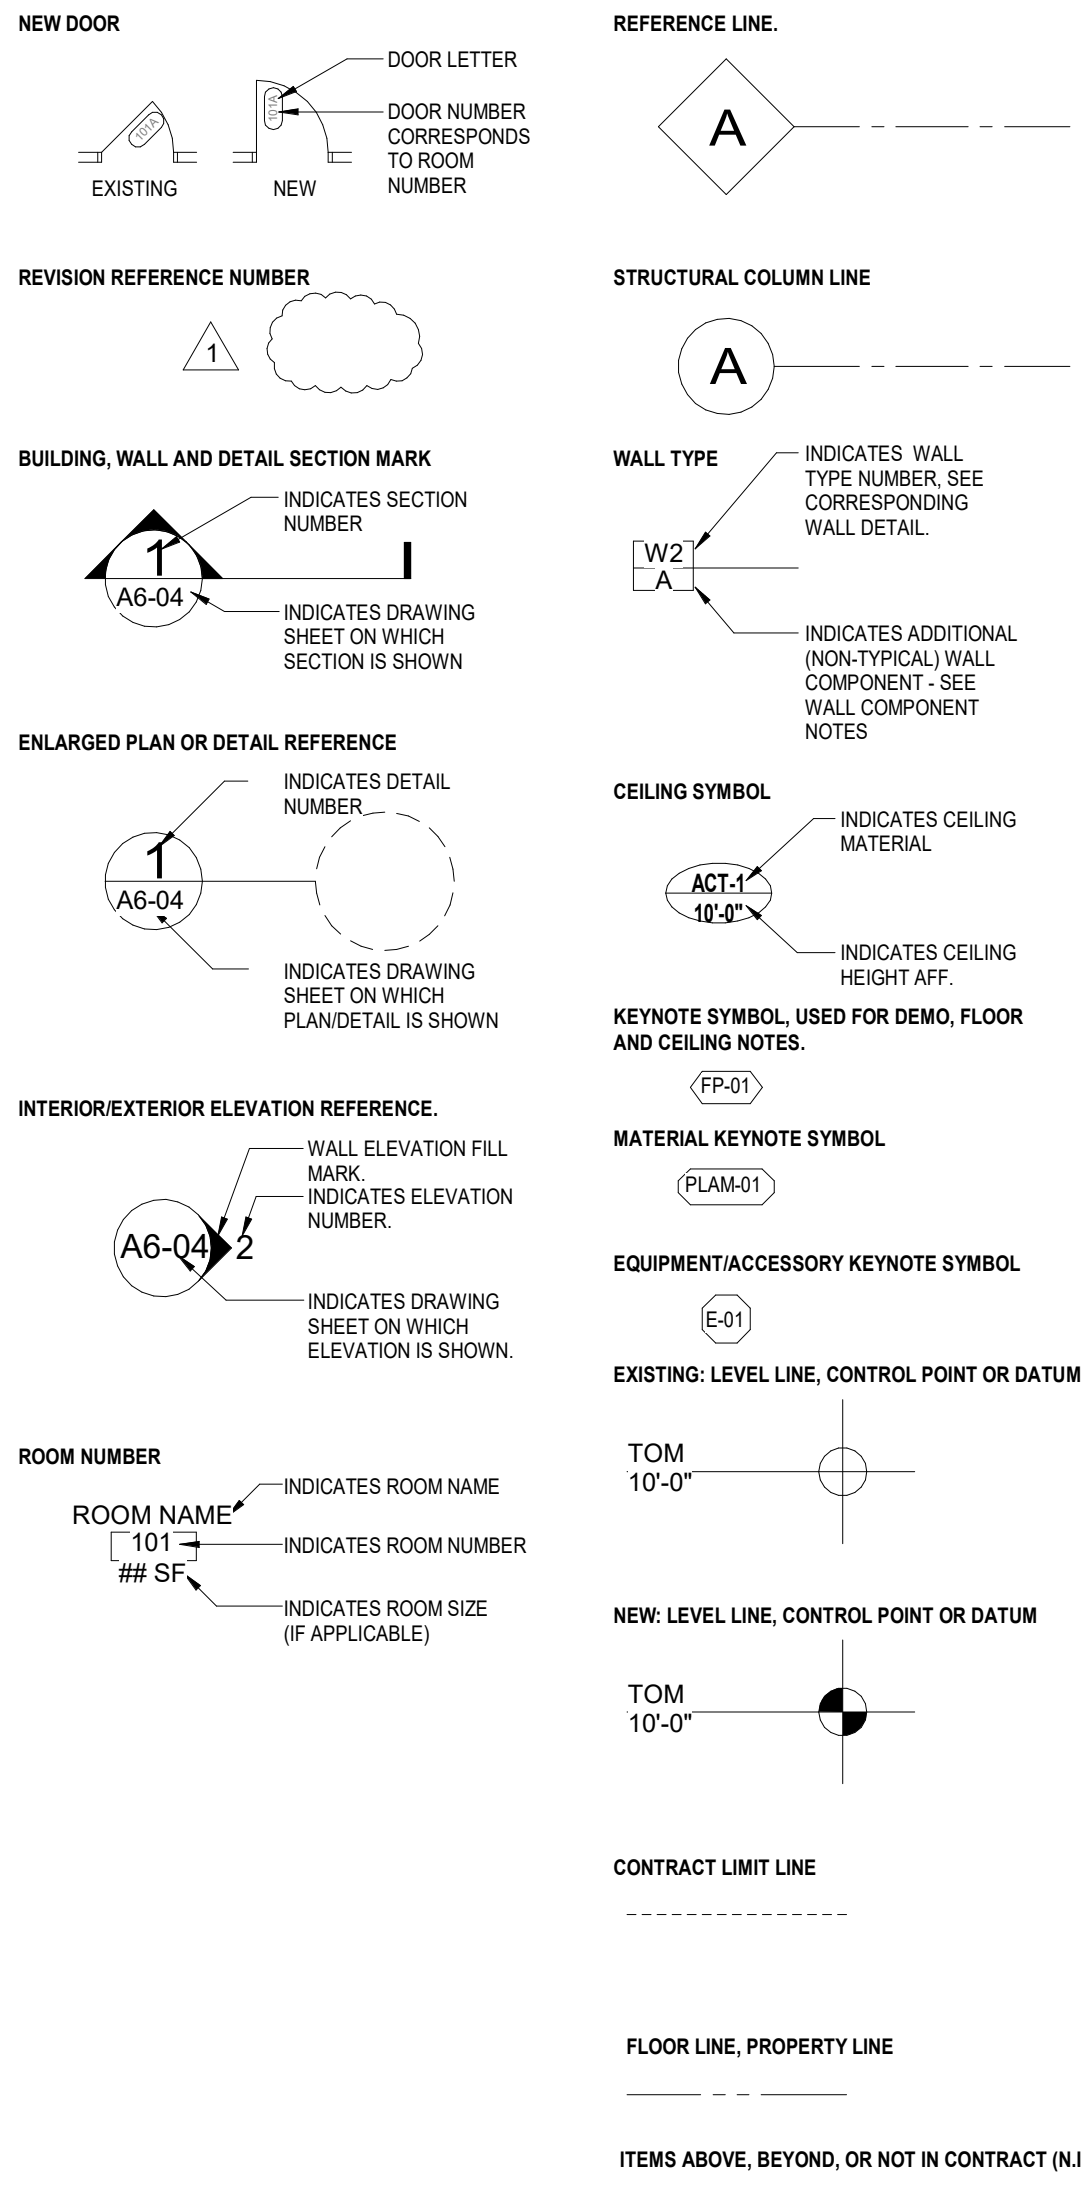 NEW DOOR
DOOR LETTER
101A
101A
DOOR NUMBER
CORRESPONDS
TO ROOM
NUMBER
EXISTING
NEW
REVISION REFERENCE NUMBER
1
BUILDING, WALL AND DETAIL SECTION MARK
INDICATES SECTION
NUMBER
1
A6-04
INDICATES DRAWING
SHEET ON WHICH
SECTION IS SHOWN
ENLARGED PLAN OR DETAIL REFERENCE
INDICATES DETAIL
NUMBER
1
A6-04
INDICATES DRAWING
SHEET ON WHICH
PLAN/DETAIL IS SHOWN
INTERIOR/EXTERIOR ELEVATION REFERENCE.
WALL ELEVATION FILL
MARK.
INDICATES ELEVATION
NUMBER.
A6-04 2
INDICATES DRAWING
SHEET ON WHICH
ELEVATION IS SHOWN.
ROOM NUMBER
INDICATES ROOM NAME
ROOM NAME
101
INDICATES ROOM NUMBER
## SF
INDICATES ROOM SIZE
(IF APPLICABLE)
REFERENCE LINE.
A
STRUCTURAL COLUMN LINE
A
WALL TYPE
INDICATES WALL
TYPE NUMBER, SEE
CORRESPONDING
WALL DETAIL.
W2
A
INDICATES ADDITIONAL
(NON-TYPICAL) WALL
COMPONENT - SEE
WALL COMPONENT
NOTES
CEILING SYMBOL
INDICATES CEILING
MATERIAL
ACT-1
10'-0"
INDICATES CEILING
HEIGHT AFF.
KEYNOTE SYMBOL, USED FOR DEMO, FLOOR
AND CEILING NOTES.
FP-01
MATERIAL KEYNOTE SYMBOL
PLAM-01
EQUIPMENT/ACCESSORY KEYNOTE SYMBOL
E-01
EXISTING: LEVEL LINE, CONTROL POINT OR DATUM
TOM
10'-0"
NEW: LEVEL LINE, CONTROL POINT OR DATUM
TOM
10'-0"
CONTRACT LIMIT LINE
FLOOR LINE, PROPERTY LINE
ITEMS ABOVE, BEYOND, OR NOT IN CONTRACT (N.I